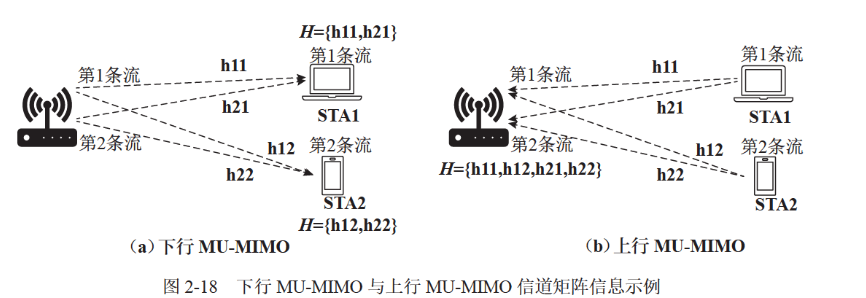 H={h11,h21}
第1条流
第1条流
h11
h21
STA1
第2条流
第2条流
h12
h22
STA2
H={h12,h22}
(a)下行 MU-MIMO
第1条流
第1条流
h11
h21
STA1
第2条流
第2条流
h12
H={h11,h12,h21,h22}
h22
STA2
(b)上行 MU-MIMO
图 2-18 下行 MU-MIMO 与上行 MU-MIMO 信道矩阵信息示例